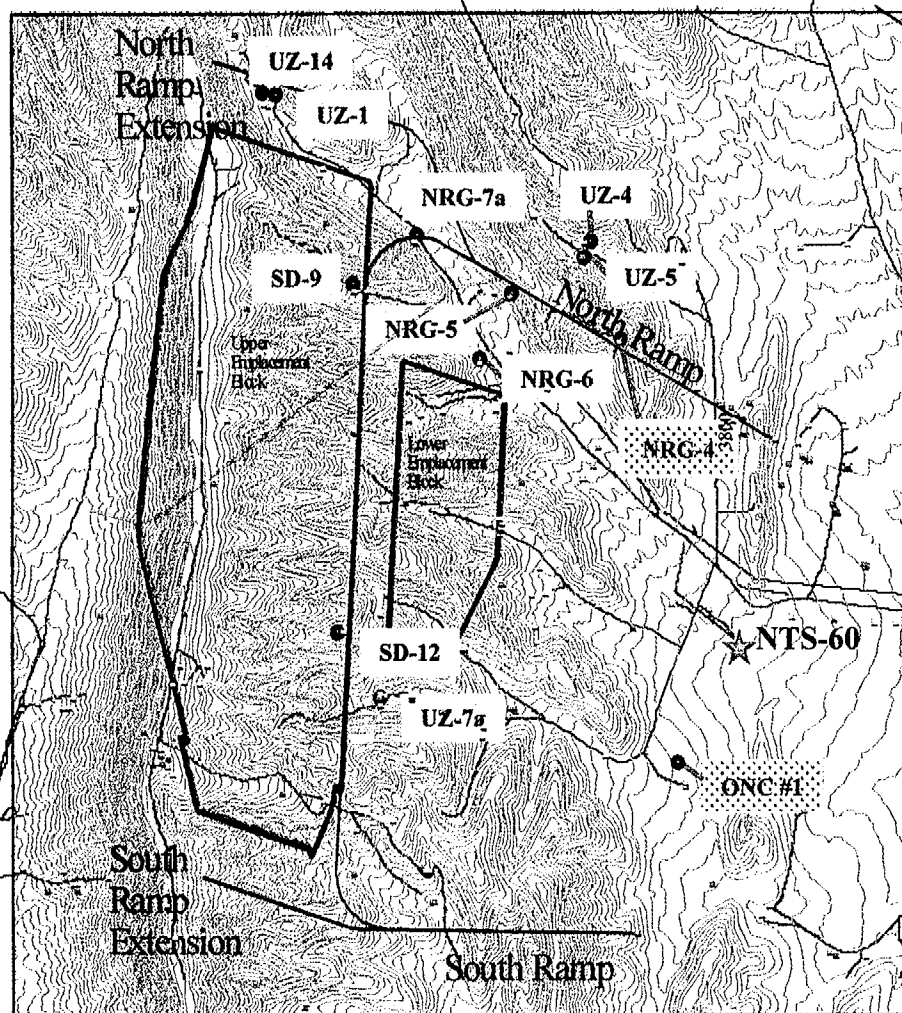 North
Ramp
Extension
UZ-14
UZ-1
NRG-7a
UZ-4
UZ-5
SD-9
North Ramp
NRG-5
Upper
Emplacement
Block
NRG-6
Lower
Emplacement
Block
NRG-4
3800
NTS-60
SD-12
UZ-7a
ONC #1
South
Ramp
Extension
South Ramp